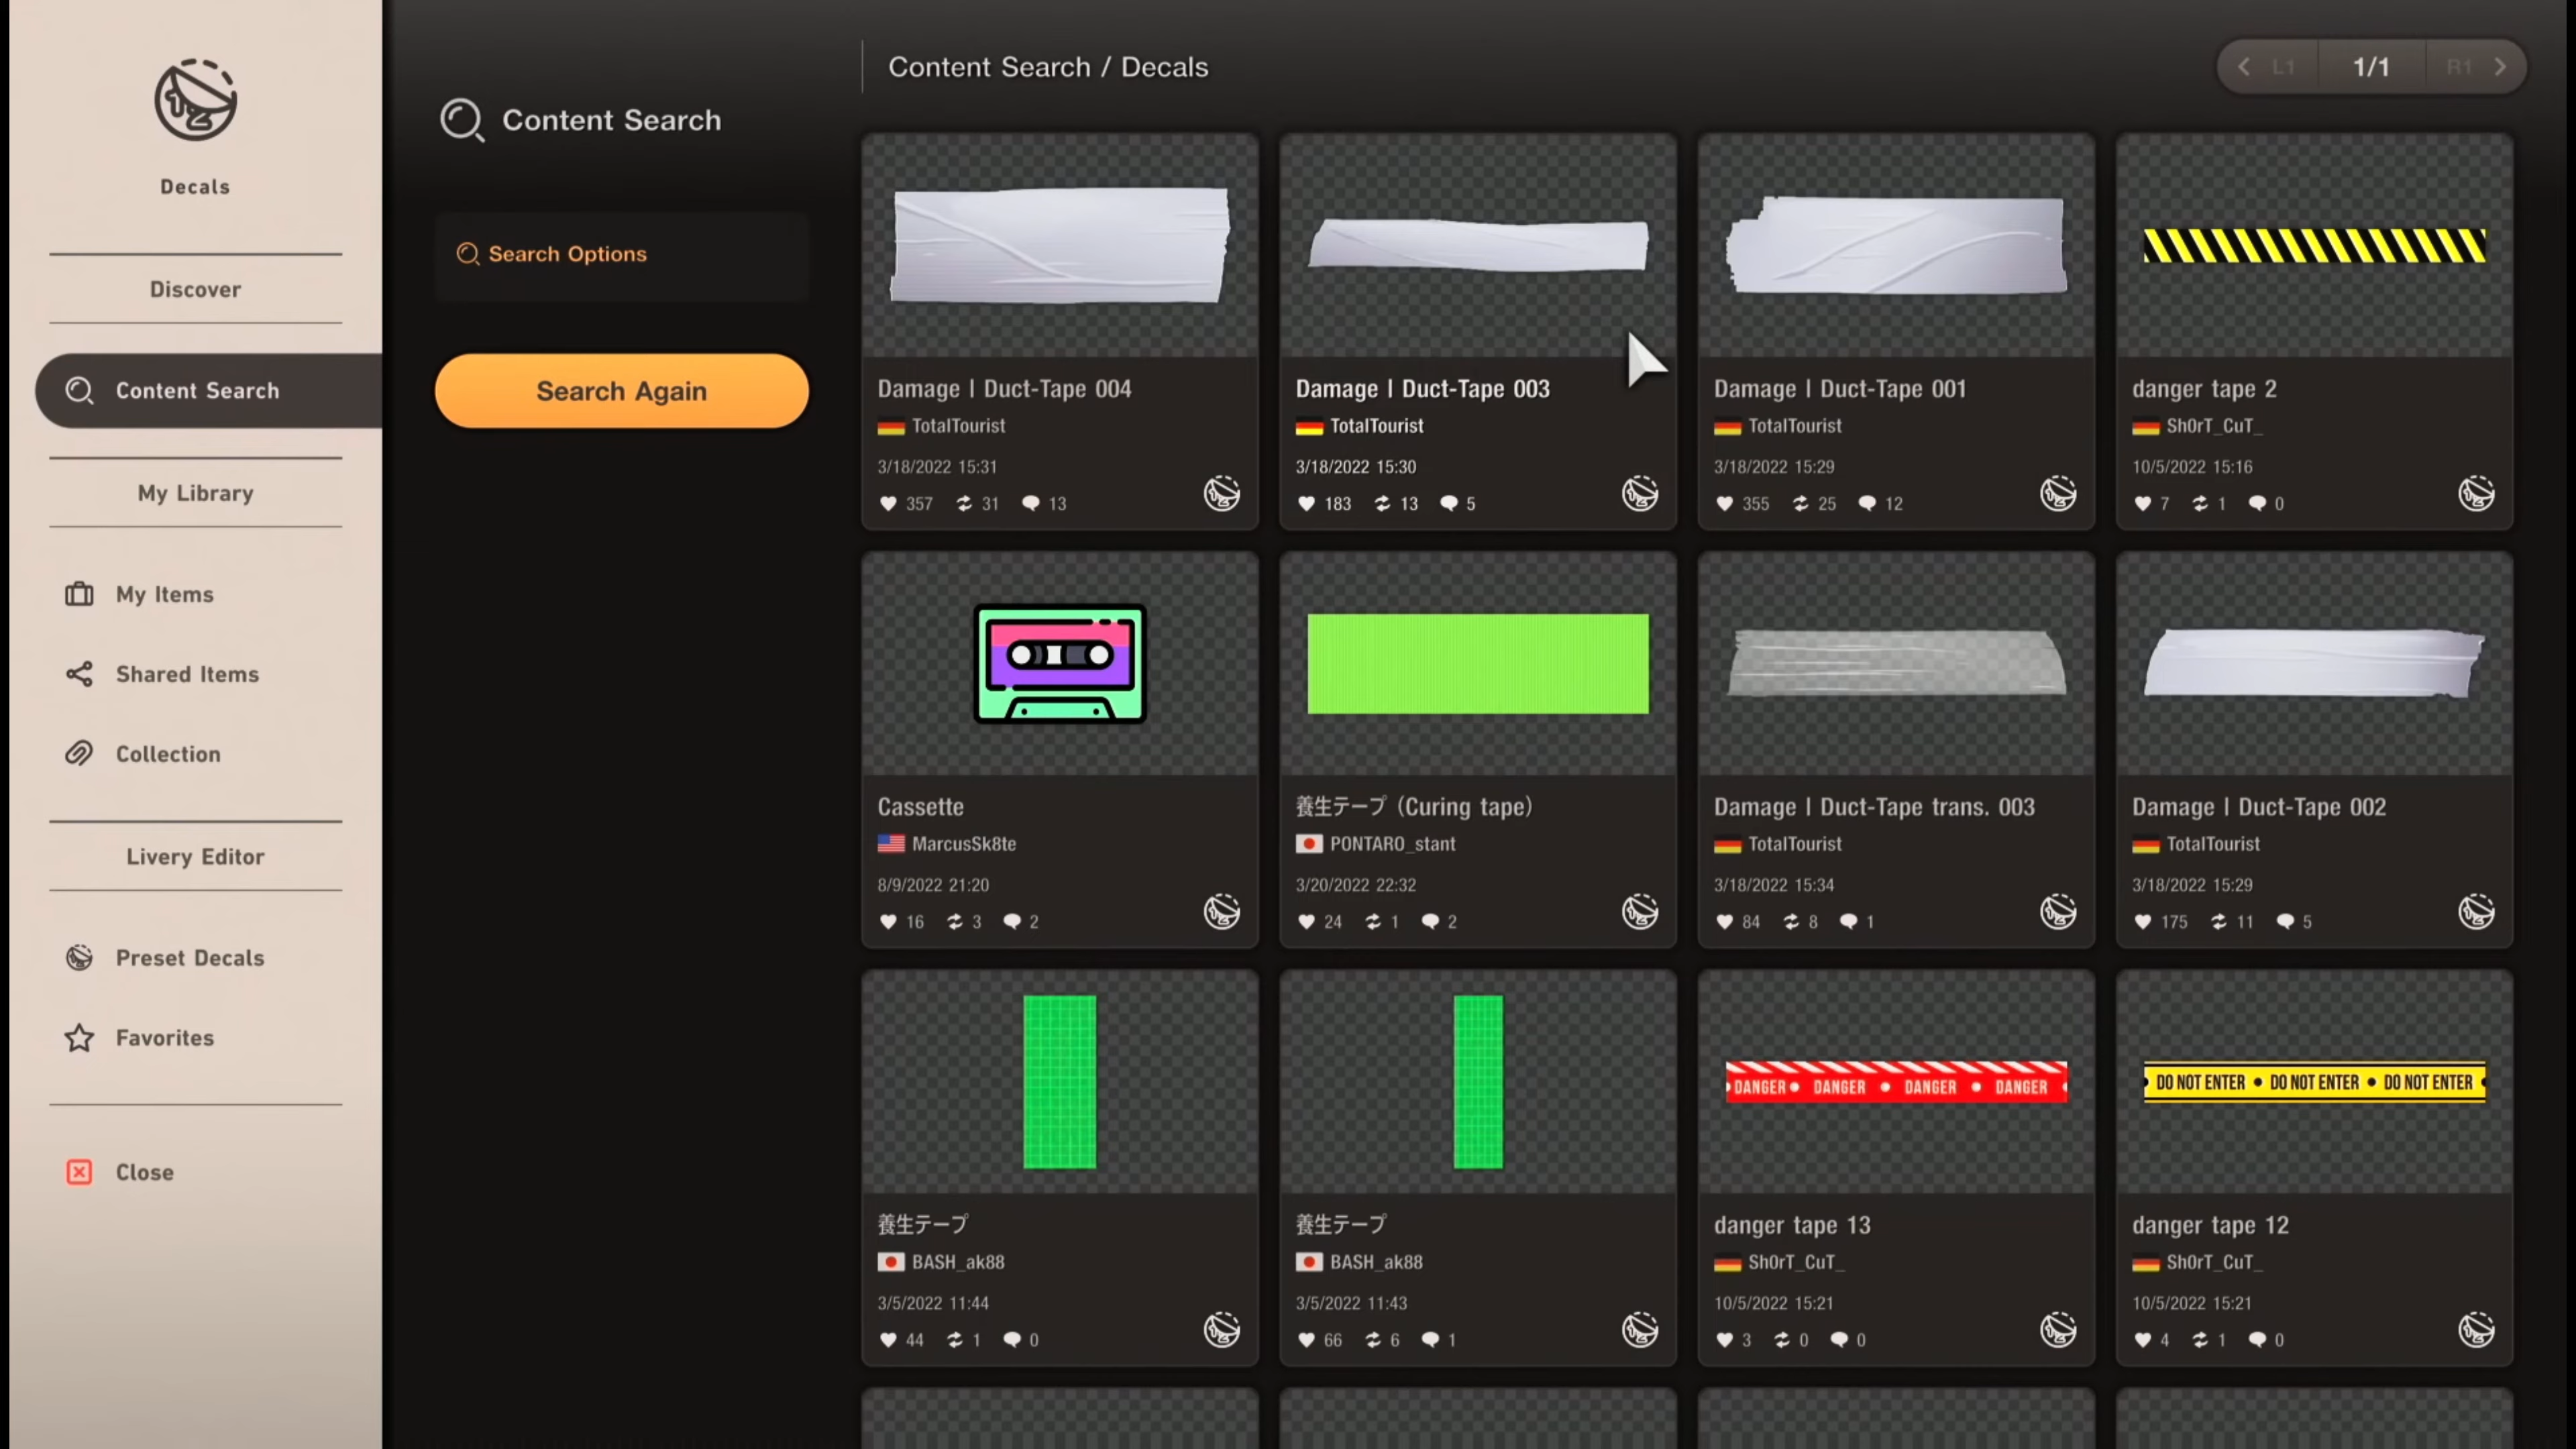 Decals
Discover
Content Search
My Library
My Items
Shared Items
Collection
Livery Editor
Preset Decals
Favorites
Close
Content Search
Search Options
Search Again
Content Search / Decals
L1 1/1 R1
Damage | Duct-Tape 004
TotalTourist
3/18/2022 15:31
357 31 13
Damage | Duct-Tape 003
TotalTourist
3/18/2022 15:30
183 13 5
Damage | Duct-Tape 001
TotalTourist
3/18/2022 15:29
355 25 12
danger tape 2
Sh0rT_CuT_
10/5/2022 15:16
7 1 0
Cassette
MarcusSk8te
8/9/2022 21:20
16 3 2
養生テープ（Curing tape）
PONTARO_stant
3/20/2022 22:32
24 1 2
Damage | Duct-Tape trans. 003
TotalTourist
3/18/2022 15:34
84 8 1
Damage | Duct-Tape 002
TotalTourist
3/18/2022 15:29
175 11 5
養生テープ
BASH_ak88
3/5/2022 11:44
44 1 0
養生テープ
BASH_ak88
3/5/2022 11:43
66 6 1
DANGER DANGER DANGER DANGER
danger tape 13
Sh0rT_CuT_
10/5/2022 15:21
3 0 0
DO NOT ENTER • DO NOT ENTER • DO NOT ENTER
danger tape 12
Sh0rT_CuT_
10/5/2022 15:21
4 1 0